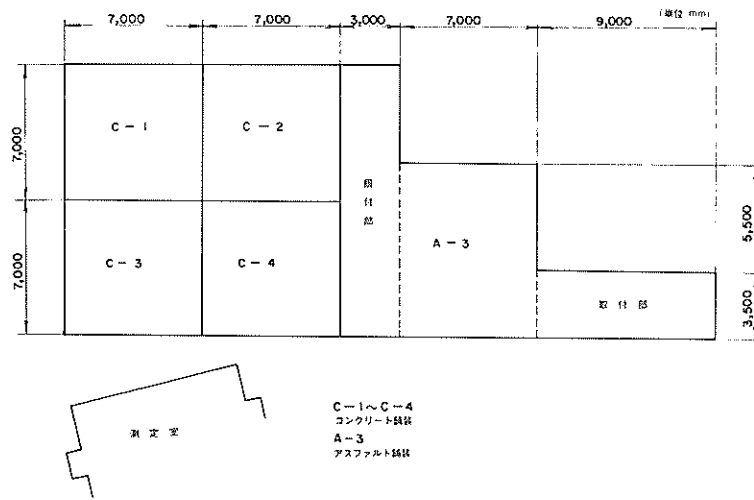 (単位 mm)
7,000
7,000
3,000
7,000
9,000
7,000
7,000
C-1
C-2
C-3
C-4
取付部
A-3
取付部
5,500
3,500
測定室
C-1～C-4
コンクリート舗装
A-3
アスファルト舗装